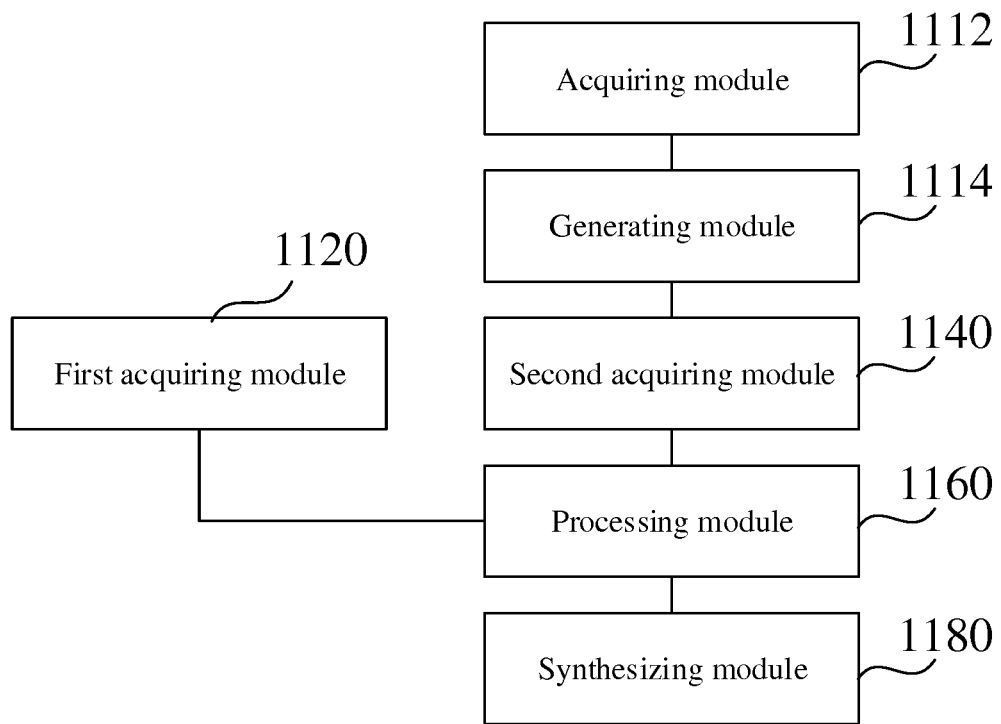 1112
Acquiring module
1114
Generating module
1120
First acquiring module
1140
Second acquiring module
1160
Processing module
1180
Synthesizing module